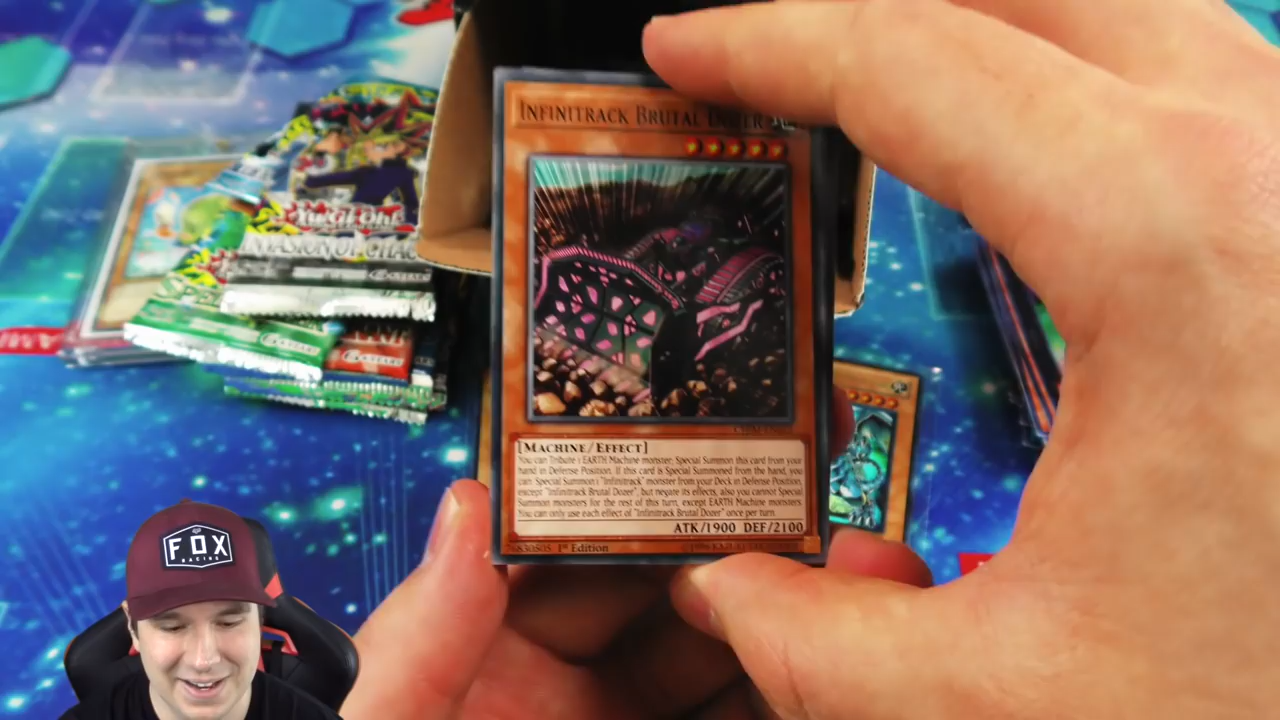 INFINITRACK BRUTAL DOZER
[MACHINE/EFFECT]
You can Tribute 1 EARTH Machine monster; Special Summon this card from your
hand in Defense Position. If this card is Special Summoned from the hand, you
can: Special Summon 1 "Infinitrack" monster from your Deck in Defense Position,
except "Infinitrack Brutal Dozer", but negate its effects, also you cannot Special
Summon monsters for the rest of this turn, except EARTH Machine monsters.
You can only use each effect of "Infinitrack Brutal Dozer" once per turn.
ATK/1900 DEF/2100
1st Edition
Yu-Gi-Oh!
INVASION OF CHAOS
FOX
RACING